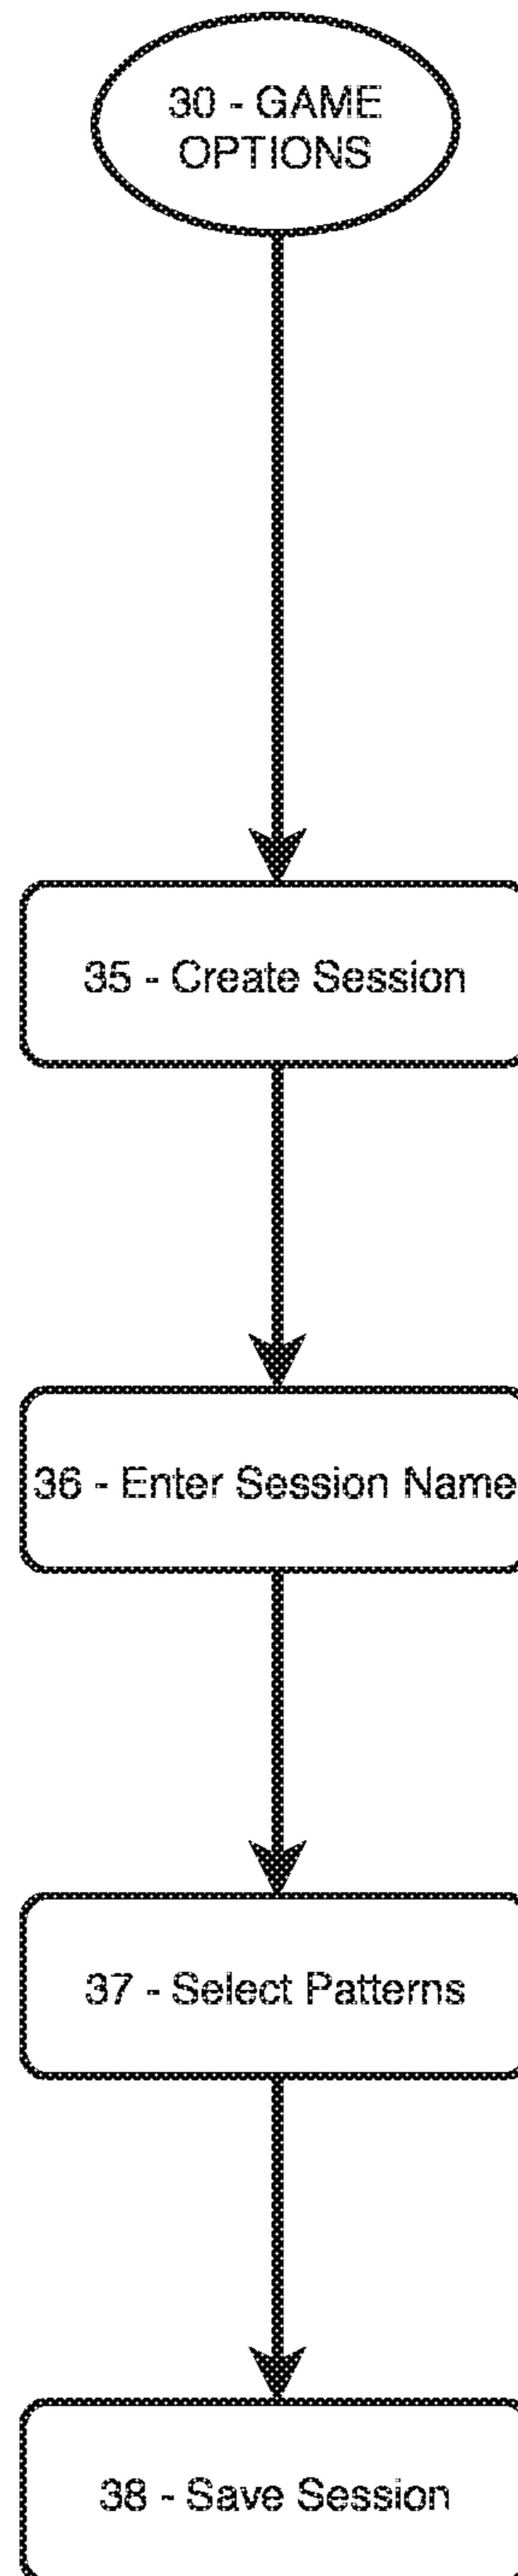 30 - GAME
OPTIONS
35 - Create Session
36 - Enter Session Name
37 - Select Patterns
38 - Save Session